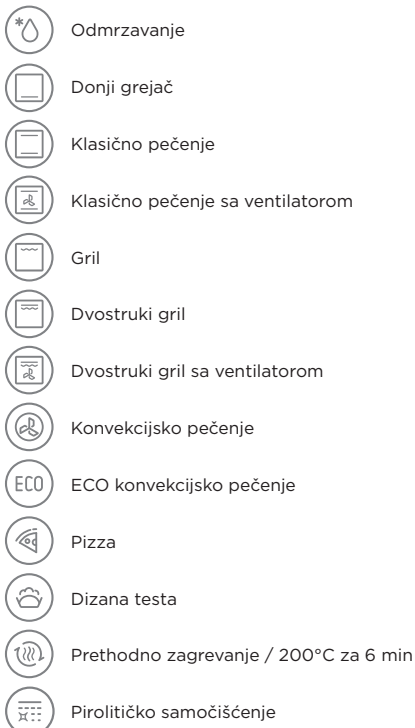 Odmrzavanje
Donji grejač
Klasično pečenje
Klasično pečenje sa ventilatorom
Gril
Dvostruki gril
Dvostruki gril sa ventilatorom
Konvekcijsko pečenje
ECO ECO konvekcijsko pečenje
Pizza
Dizana testa
Prethodno zagrevanje / 200°C za 6 min
Pirolitičko samočišćenje